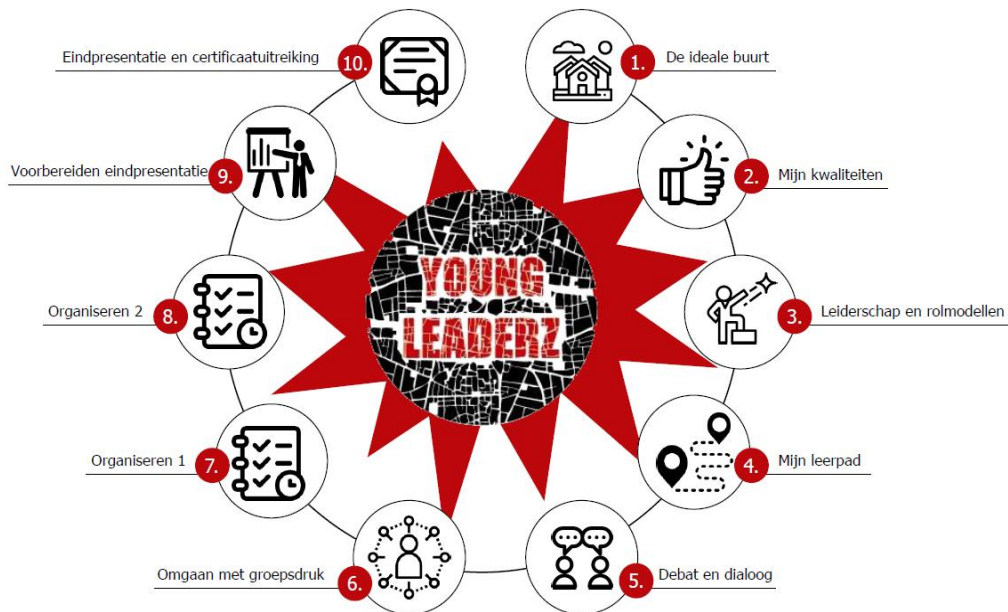 1. De ideale buurt
2. Mijn kwaliteiten
3. Leiderschap en rolmodellen
4. Mijn leerpad
5. Debat en dialoog
6. Omgaan met groepsdruk
7. Organiseren 1
8. Organiseren 2
9. Voorbereiden eindpresentatie
10. Eindpresentatie en certificaatuitreiking
YOUNG
LEADERZ